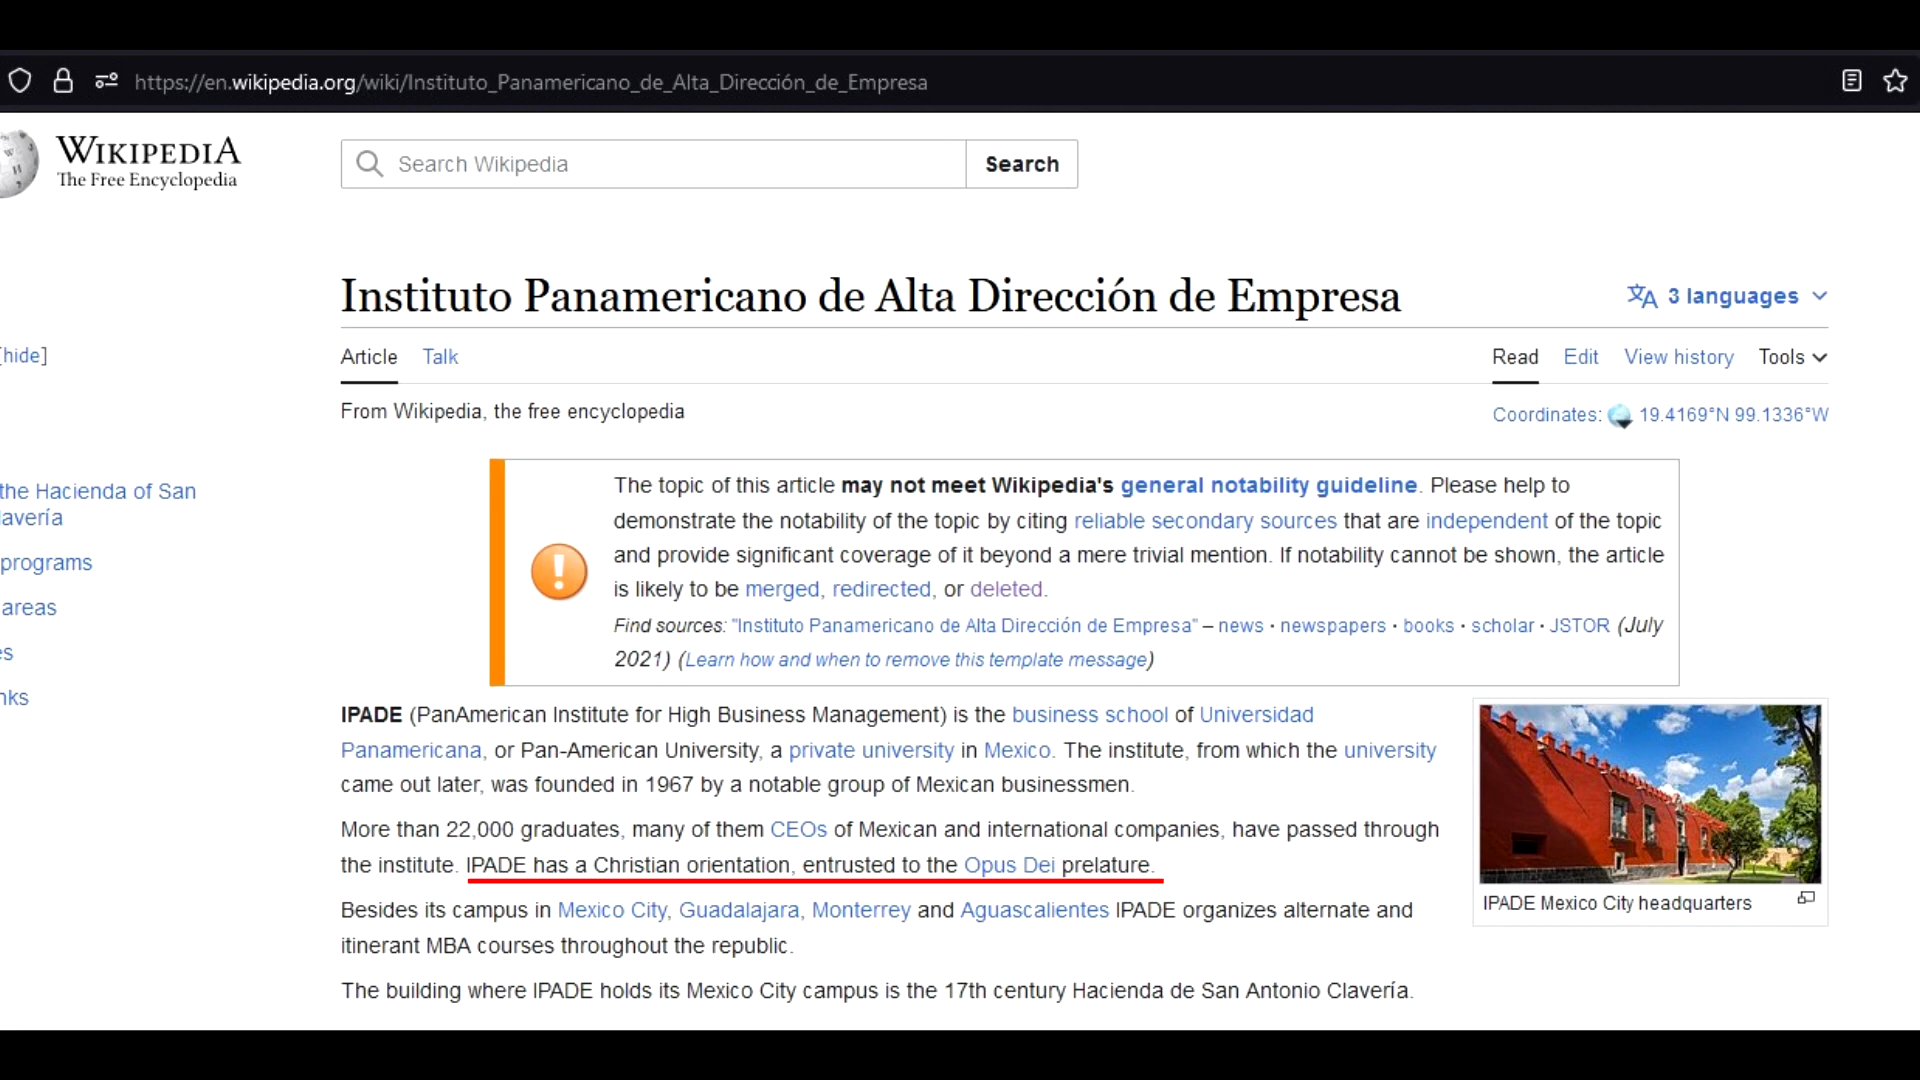 https://en.wikipedia.org/wiki/Instituto_Panamericano_de_Alta_Dirección_de_Empresa
WIKIPEDIA
The Free Encyclopedia
Search Wikipedia
Search
Instituto Panamericano de Alta Dirección de Empresa
3 languages
[hide]
Article Talk
Read Edit View history Tools
From Wikipedia, the free encyclopedia
Coordinates: 19.4169°N 99.1336°W
the Hacienda of San
lavería
programs
areas
es
nks
The topic of this article may not meet Wikipedia's general notability guideline. Please help to
demonstrate the notability of the topic by citing reliable secondary sources that are independent of the topic
and provide significant coverage of it beyond a mere trivial mention. If notability cannot be shown, the article
is likely to be merged, redirected, or deleted.
Find sources: "Instituto Panamericano de Alta Dirección de Empresa" – news · newspapers · books · scholar · JSTOR (July
2021) (Learn how and when to remove this template message)
IPADE (PanAmerican Institute for High Business Management) is the business school of Universidad
Panamericana, or Pan-American University, a private university in Mexico. The institute, from which the university
came out later, was founded in 1967 by a notable group of Mexican businessmen.
More than 22,000 graduates, many of them CEOs of Mexican and international companies, have passed through
the institute. IPADE has a Christian orientation, entrusted to the Opus Dei prelature.
Besides its campus in Mexico City, Guadalajara, Monterrey and Aguascalientes IPADE organizes alternate and
itinerant MBA courses throughout the republic.
The building where IPADE holds its Mexico City campus is the 17th century Hacienda de San Antonio Clavería.
IPADE Mexico City headquarters